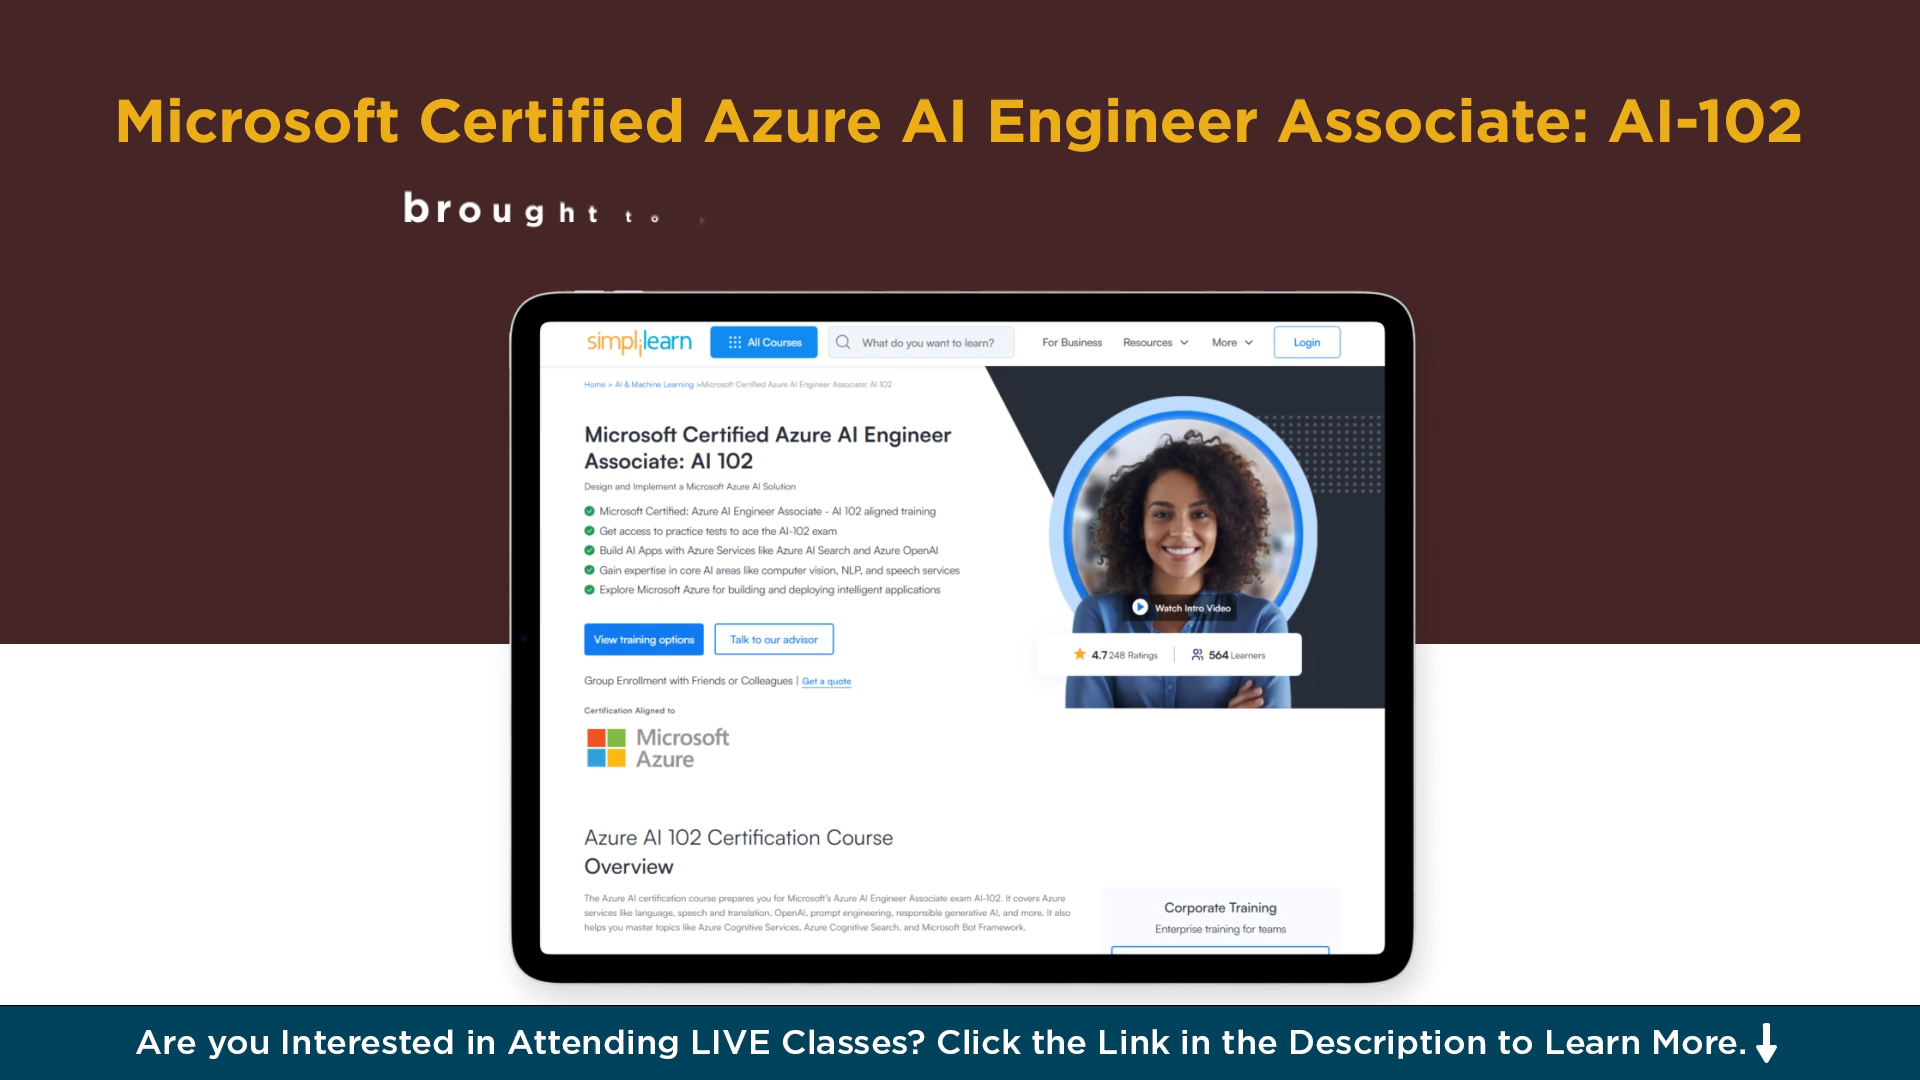 Microsoft Certified Azure AI Engineer Associate: AI-102
brought to
simplilearn
All Courses
What do you want to learn?
For Business
Resources
More
Login
Home > AI & Machine Learning >Microsoft Certified Azure AI Engineer Associate: AI 102
Microsoft Certified Azure AI Engineer
Associate: AI 102
Design and Implement a Microsoft Azure AI Solution
Microsoft Certified: Azure AI Engineer Associate - AI 102 aligned training
Get access to practice tests to ace the AI-102 exam
Build AI Apps with Azure Services like Azure AI Search and Azure OpenAI
Gain expertise in core AI areas like computer vision, NLP, and speech services
Explore Microsoft Azure for building and deploying intelligent applications
Watch Intro Video
View training options
Talk to our advisor
4.7 248 Ratings
564 Learners
Group Enrollment with Friends or Colleagues | Get a quote
Certification Aligned to
Microsoft
Azure
Azure AI 102 Certification Course
Overview
The Azure AI certification course prepares you for Microsoft's Azure AI Engineer Associate exam AI-102. It covers Azure
services like language, speech and translation, OpenAI, prompt engineering, responsible generative AI, and more. It also
helps you master topics like Azure Cognitive Services, Azure Cognitive Search, and Microsoft Bot Framework.
Corporate Training
Enterprise training for teams
Are you Interested in Attending LIVE Classes? Click the Link in the Description to Learn More.